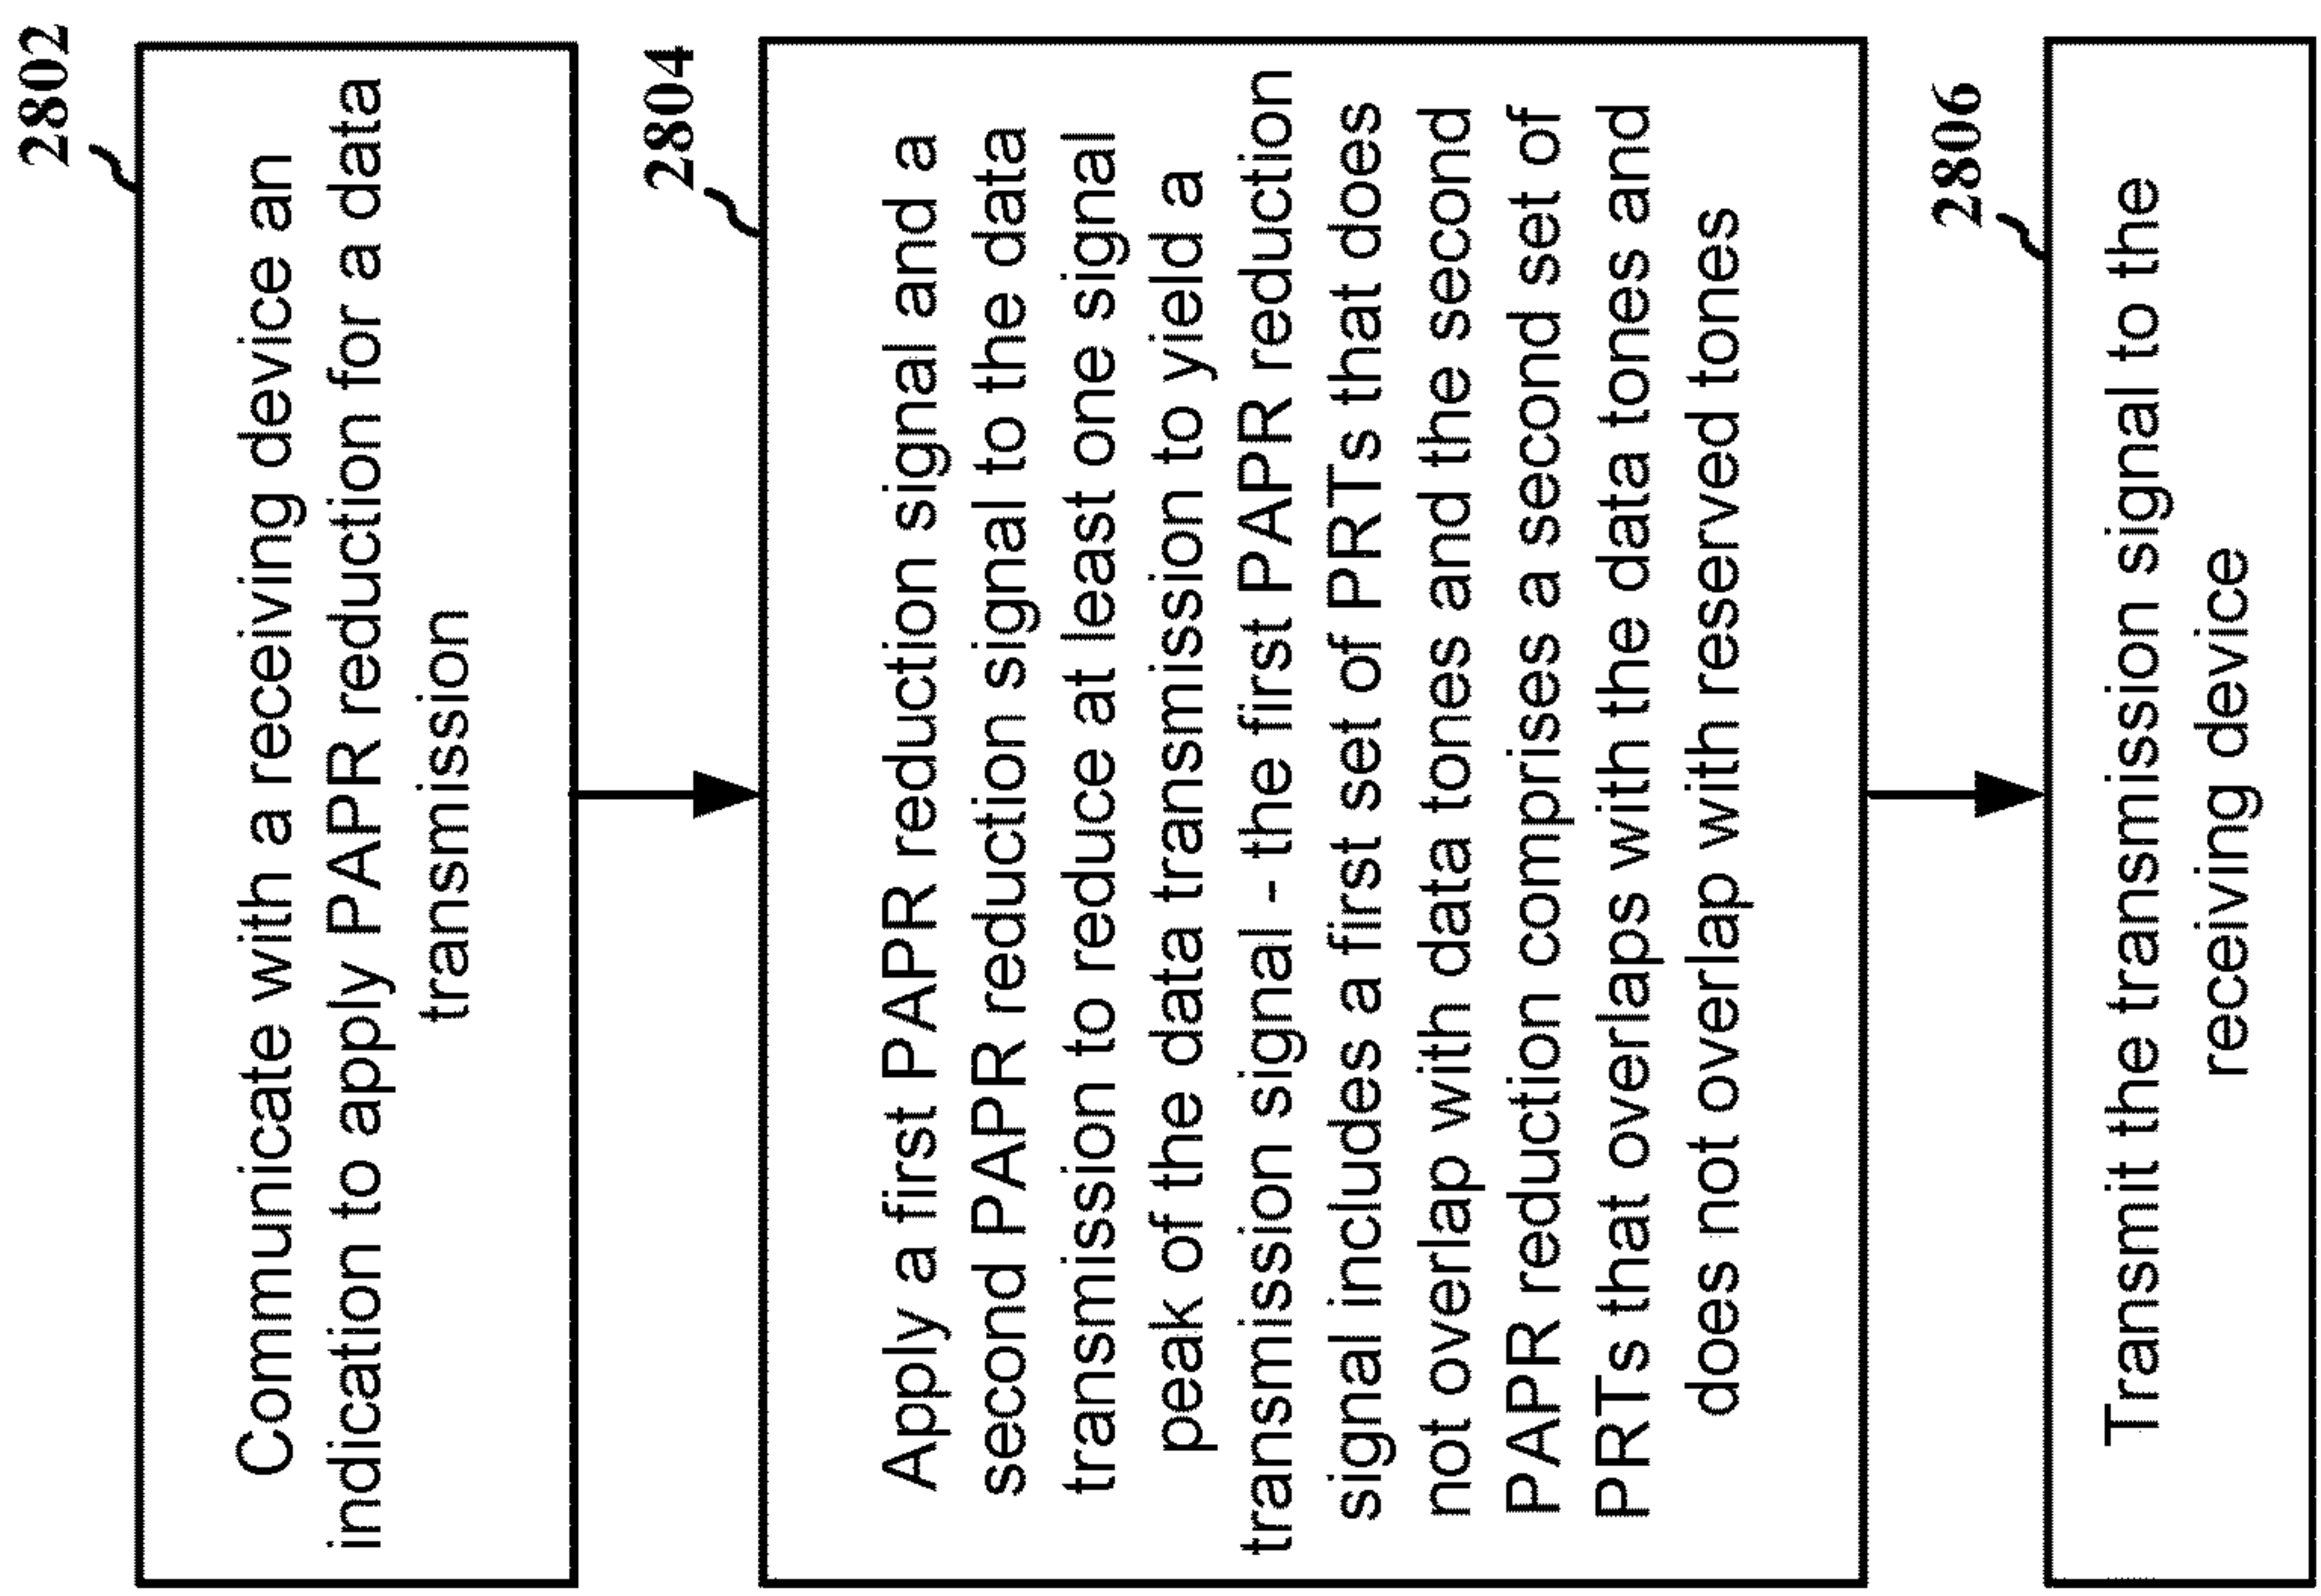 2802
Communicate with a receiving device an
indication to apply PAPR reduction for a data
transmission
2804
Apply a first PAPR reduction signal and a
second PAPR reduction signal to the data
transmission to reduce at least one signal
peak of the data transmission to yield a
transmission signal - the first PAPR reduction
signal includes a first set of PRTs that does
not overlap with data tones and the second
PAPR reduction comprises a second set of
PRTs that overlaps with the data tones and
does not overlap with reserved tones
2806
Transmit the transmission signal to the
receiving device